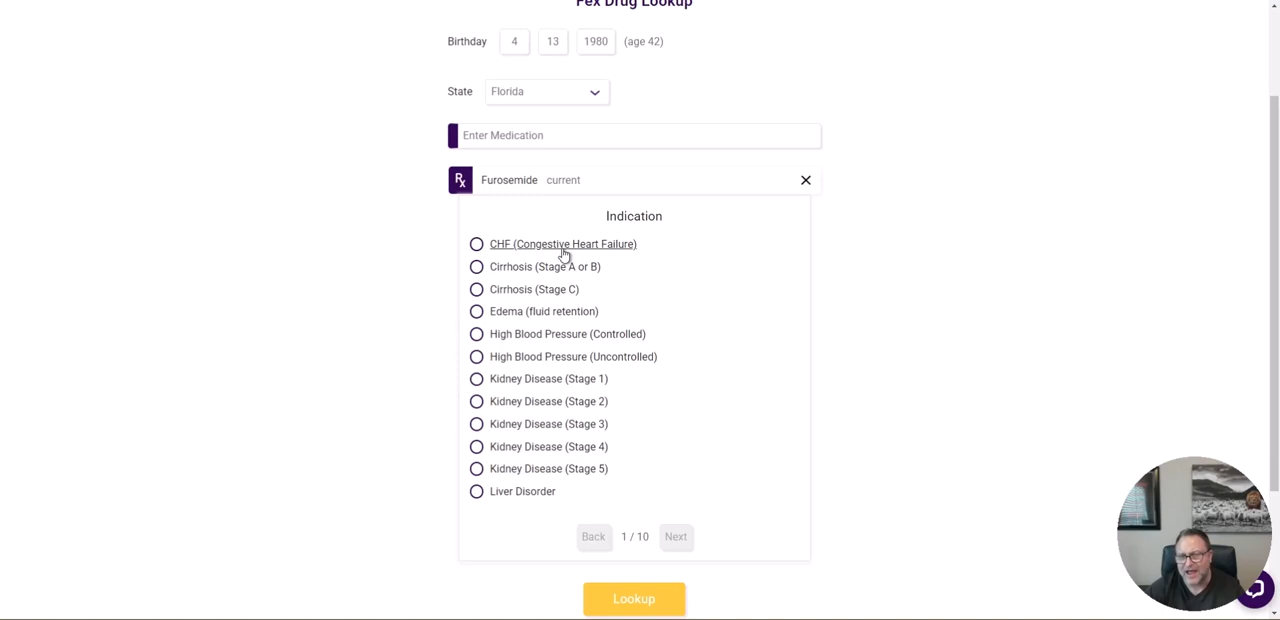 Fex Drug Lookup
Birthday 4 13 1980 (age 42)
State Florida
Enter Medication
Rx Furosemide current
Indication
CHF (Congestive Heart Failure)
Cirrhosis (Stage A or B)
Cirrhosis (Stage C)
Edema (fluid retention)
High Blood Pressure (Controlled)
High Blood Pressure (Uncontrolled)
Kidney Disease (Stage 1)
Kidney Disease (Stage 2)
Kidney Disease (Stage 3)
Kidney Disease (Stage 4)
Kidney Disease (Stage 5)
Liver Disorder
Back 1 / 10 Next
Lookup